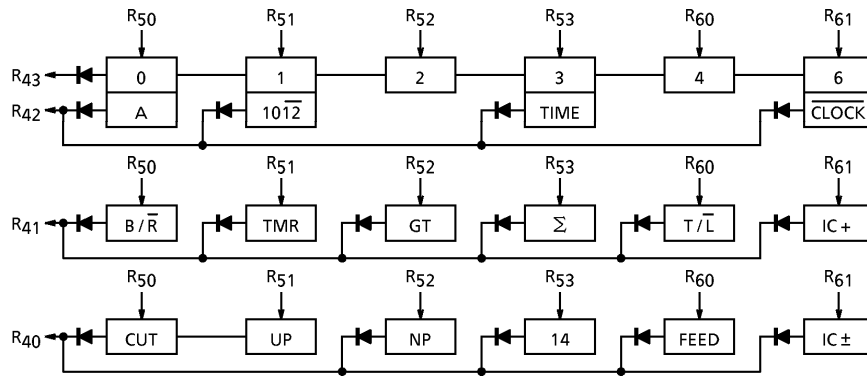 R50 R51 R52 R53 R60 R61
R43 0 1 2 3 4 6
R42 A 1012̅ TIME C̅L̅O̅C̅K̅
R50 R51 R52 R53 R60 R61
R41 B/R̅ TMR GT Σ T/L̅ IC+
R50 R51 R52 R53 R60 R61
R40 CUT UP NP 14 FEED IC±